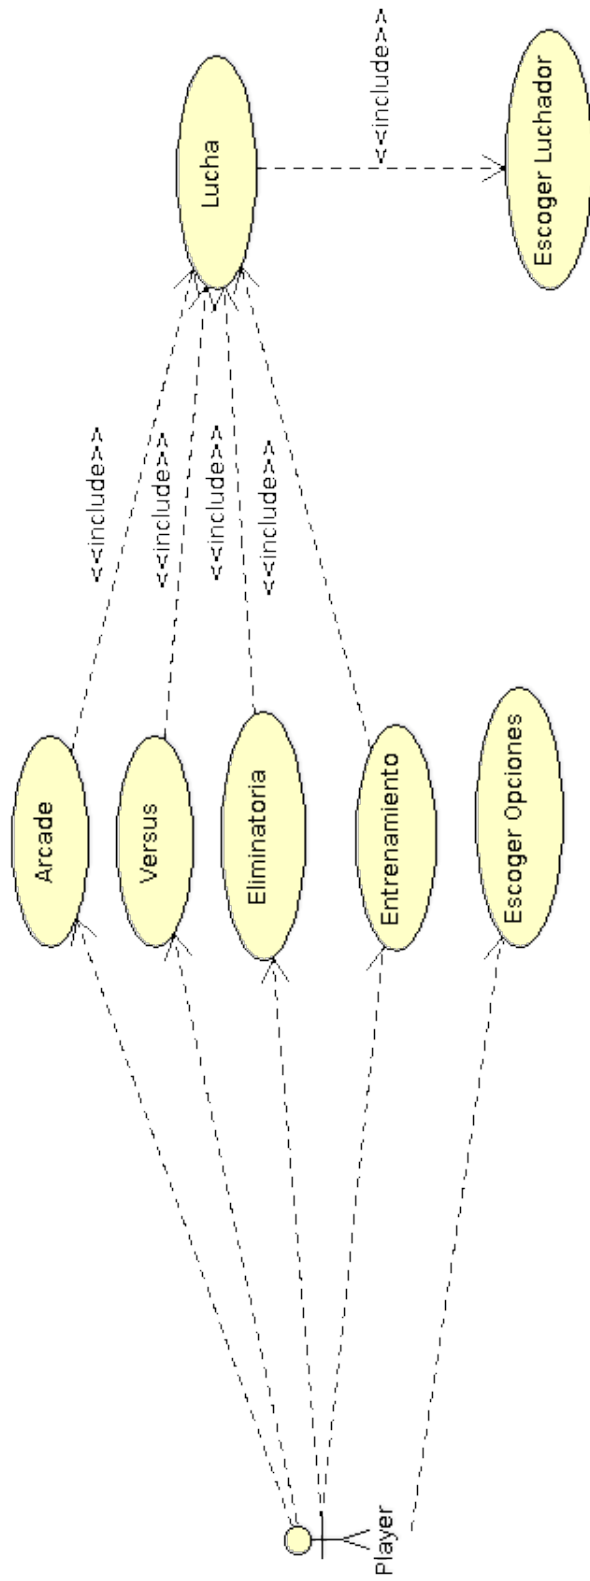 Arcade
<<include>>
Lucha
<<include>>
Versus
<<include>>
Eliminatoria
<<include>>
Player
Entrenamiento
<<include>>
Escoger Opciones
Escoger Luchador